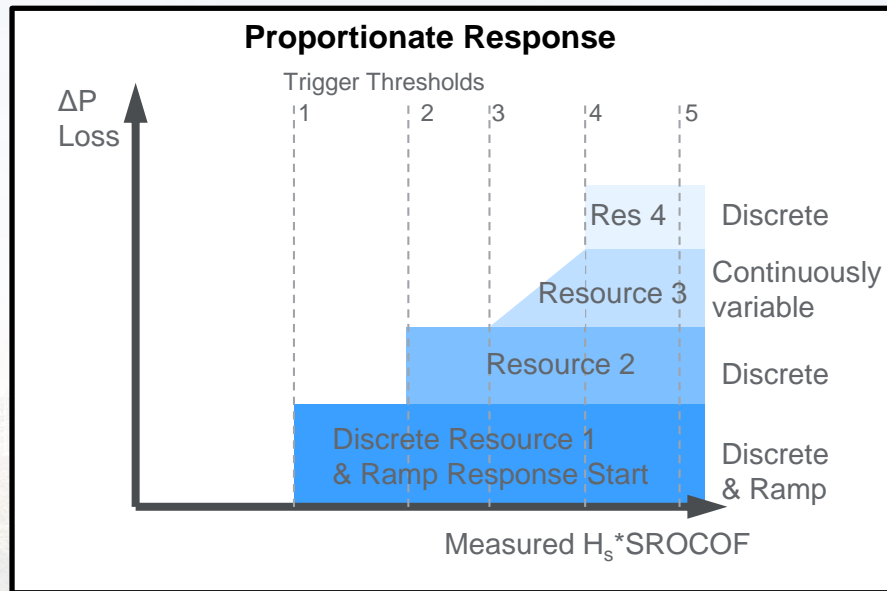 Proportionate Response
Trigger Thresholds
ΔP
Loss
1
2
3
4
5
Res 4
Discrete
Resource 3
Continuously
variable
Resource 2
Discrete
Discrete Resource 1
& Ramp Response Start
Discrete
& Ramp
Measured Hs*SROCOF